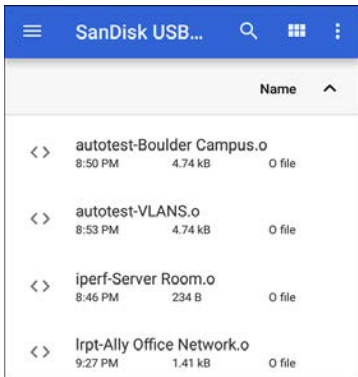 SanDisk USB...
Name
autotest-Boulder Campus.o
8:50 PM 4.74 kB O file
autotest-VLANS.o
8:53 PM 4.74 kB O file
iperf-Server Room.o
8:46 PM 234 B O file
lrpt-Ally Office Network.o
9:27 PM 1.41 kB O file